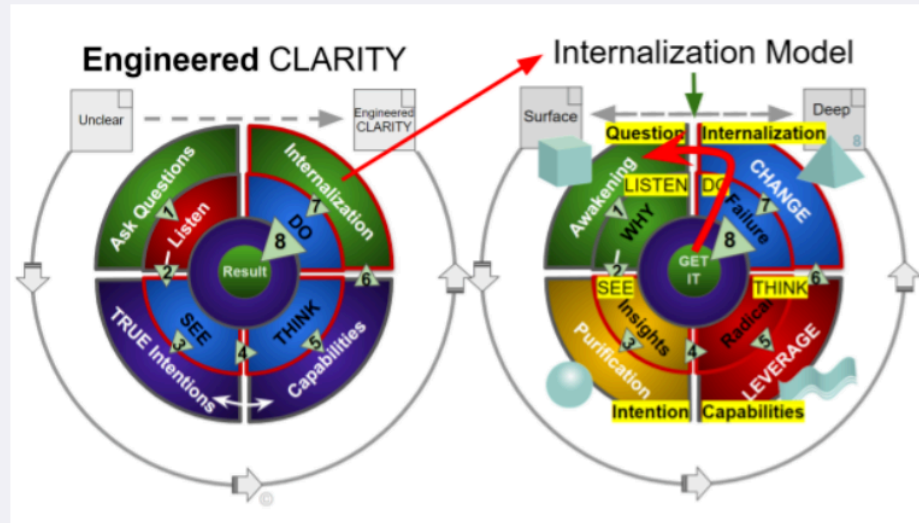 Engineered CLARITY
Unclear
Engineered
CLARITY
Ask Questions
Internalization
1
Listen
2
DO
7
8
Result
6
SEE
3
THINK
5
4
TRUE Intentions
Capabilities
©
Internalization Model
Surface
Deep
8
Question
Internalization
Awakening
LISTEN
DO
CHANGE
1
WHY
2
Failure
7
8
GET
IT
6
SEE
THINK
Insights
3
Radical
5
4
Purification
LEVERAGE
Intention
Capabilities